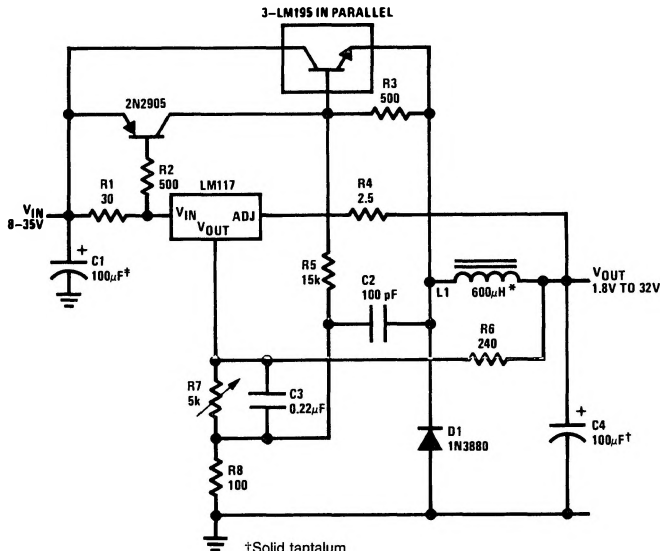 3-LM195 IN PARALLEL
R3
500
2N2905
R2
500
LM117
R4
2.5
VIN
8–35V
R1
30
VIN
ADJ
VOUT
+
C1
100µF‡
R5
15k
C2
100 pF
L1
600µH*
VOUT
1.8V TO 32V
R6
240
R7
5k
C3
0.22µF
+
D1
1N3880
C4
100µF†
R8
100
†Solid tantalum